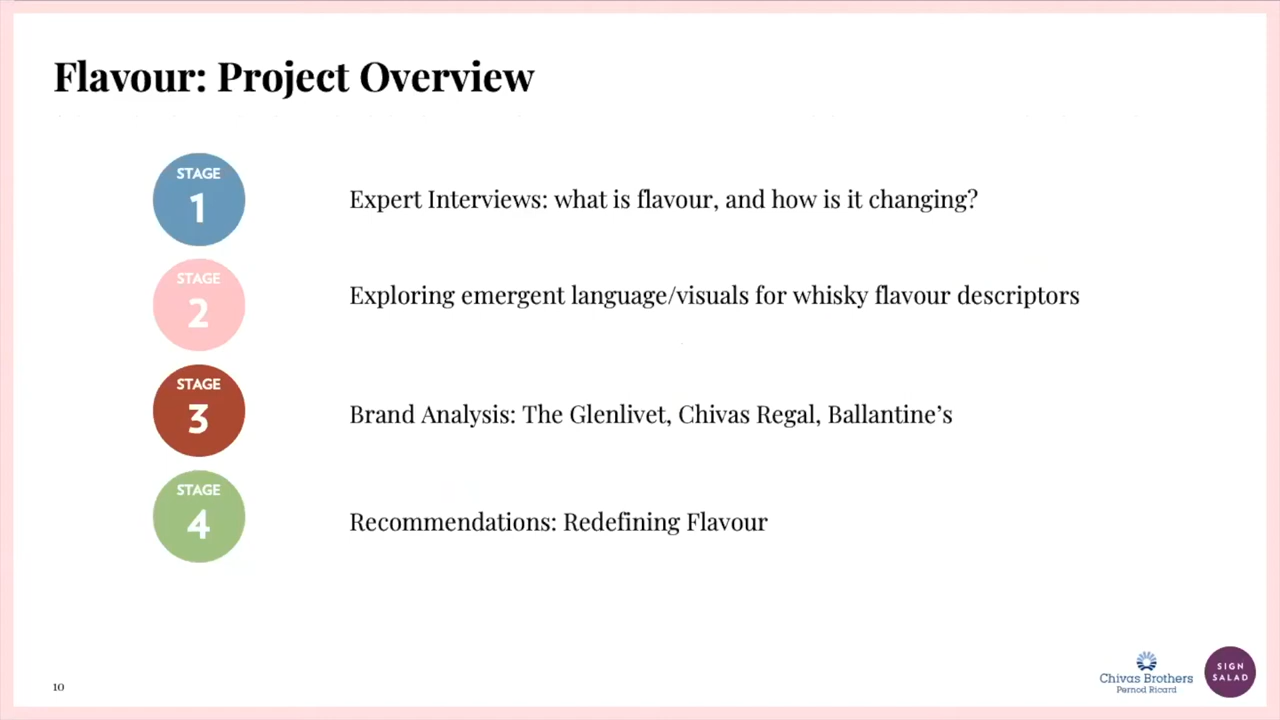 Flavour: Project Overview
STAGE
1
Expert Interviews: what is flavour, and how is it changing?
STAGE
2
Exploring emergent language/visuals for whisky flavour descriptors
STAGE
3
Brand Analysis: The Glenlivet, Chivas Regal, Ballantine’s
STAGE
4
Recommendations: Redefining Flavour
10
Chivas Brothers
Pernod Ricard
SIGN
SALAD